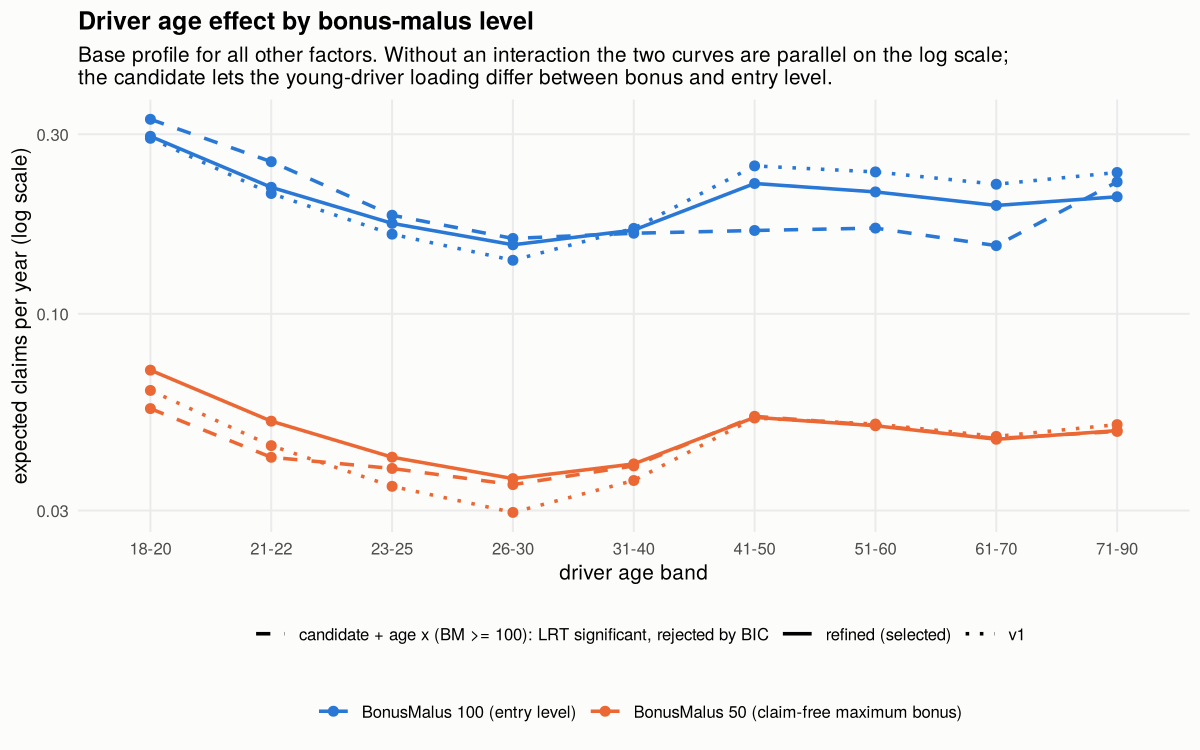 Driver age effect by bonus-malus level
Base profile for all other factors. Without an interaction the two curves are parallel on the log scale;
the candidate lets the young-driver loading differ between bonus and entry level.
expected claims per year (log scale)
0.30
0.10
0.03
18-20 21-22 23-25 26-30 31-40 41-50 51-60 61-70 71-90
driver age band
candidate + age x (BM >= 100): LRT significant, rejected by BIC refined (selected) v1
BonusMalus 100 (entry level) BonusMalus 50 (claim-free maximum bonus)